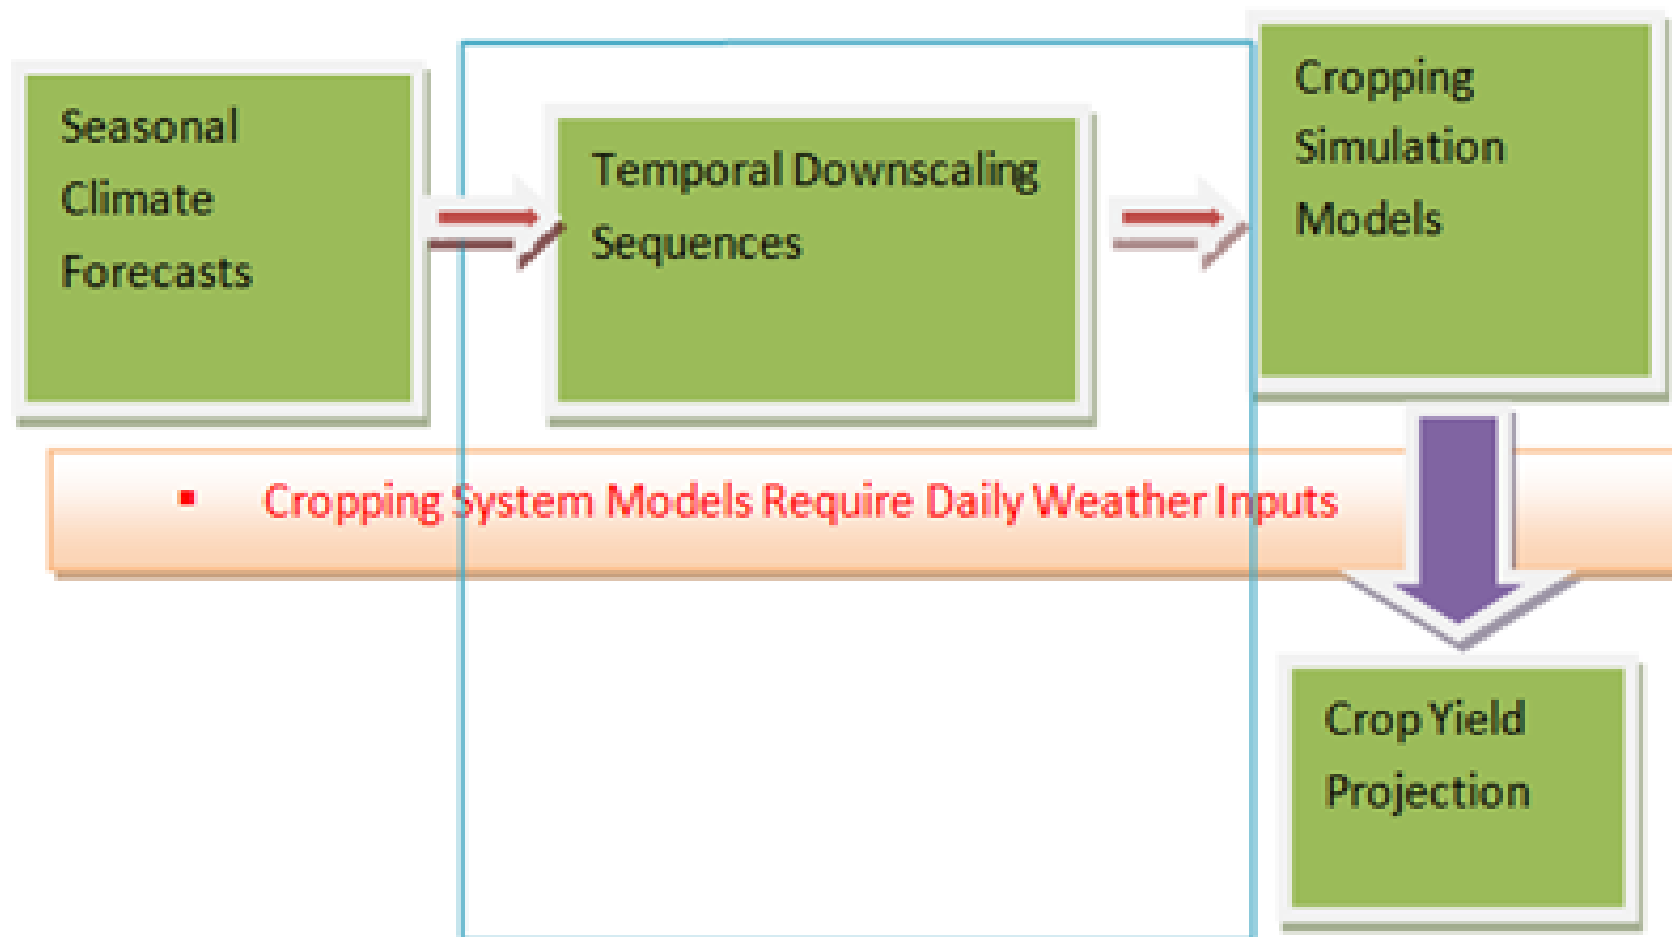 Seasonal
Climate
Forecasts
Temporal Downscaling
Sequences
Cropping
Simulation
Models
▪ Cropping System Models Require Daily Weather Inputs
Crop Yield
Projection